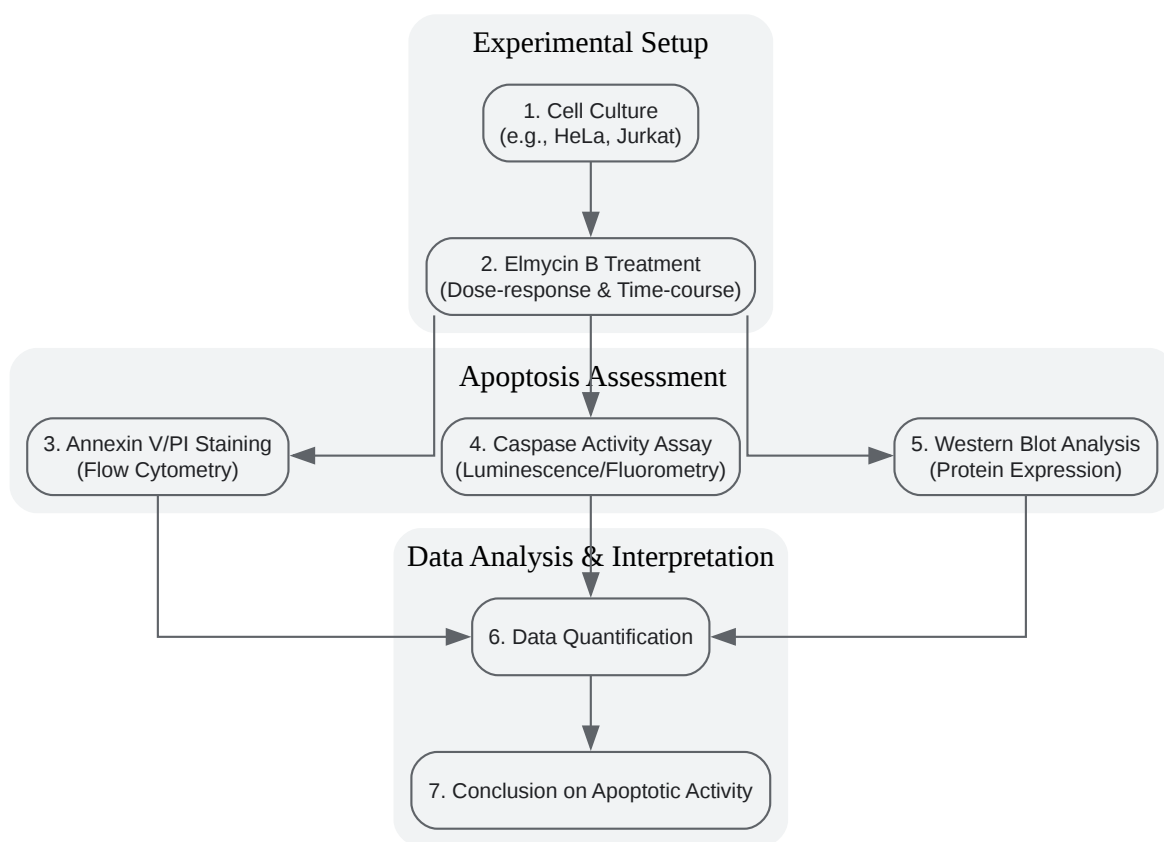 Experimental Setup
1. Cell Culture
(e.g., HeLa, Jurkat)
2. Elmycin B Treatment
(Dose-response & Time-course)
Apoptosis Assessment
3. Annexin V/PI Staining
(Flow Cytometry)
4. Caspase Activity Assay
(Luminescence/Fluorometry)
5. Western Blot Analysis
(Protein Expression)
Data Analysis & Interpretation
6. Data Quantification
7. Conclusion on Apoptotic Activity